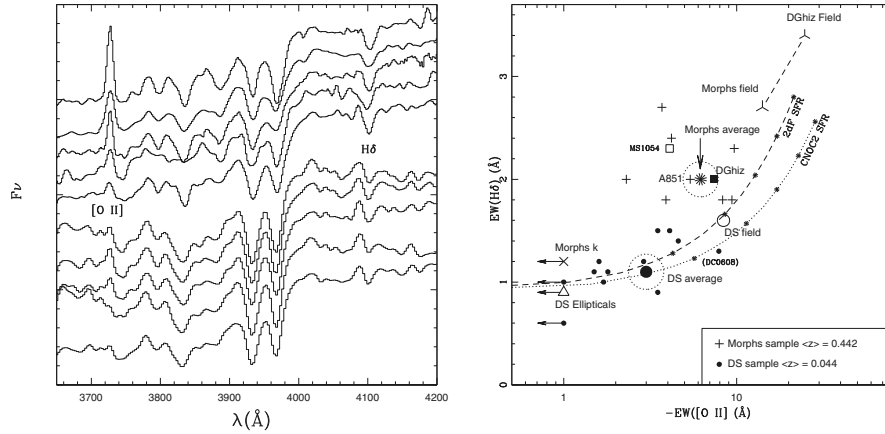 Fν
[O II]
Hδ
3700 3800 3900 4000 4100 4200
λ(Å)
DGhiz Field
Morphs field
2dF SFR
CNOC2 SFR
Morphs average
MS1054
A851
DGhiz
DS field
Morphs k
(DC0608)
DS average
DS Ellipticals
+ Morphs sample <z> = 0.442
• DS sample <z> = 0.044
EW(Hδ) (Å)
0 1 2 3
1 10
−EW([O II] (Å)